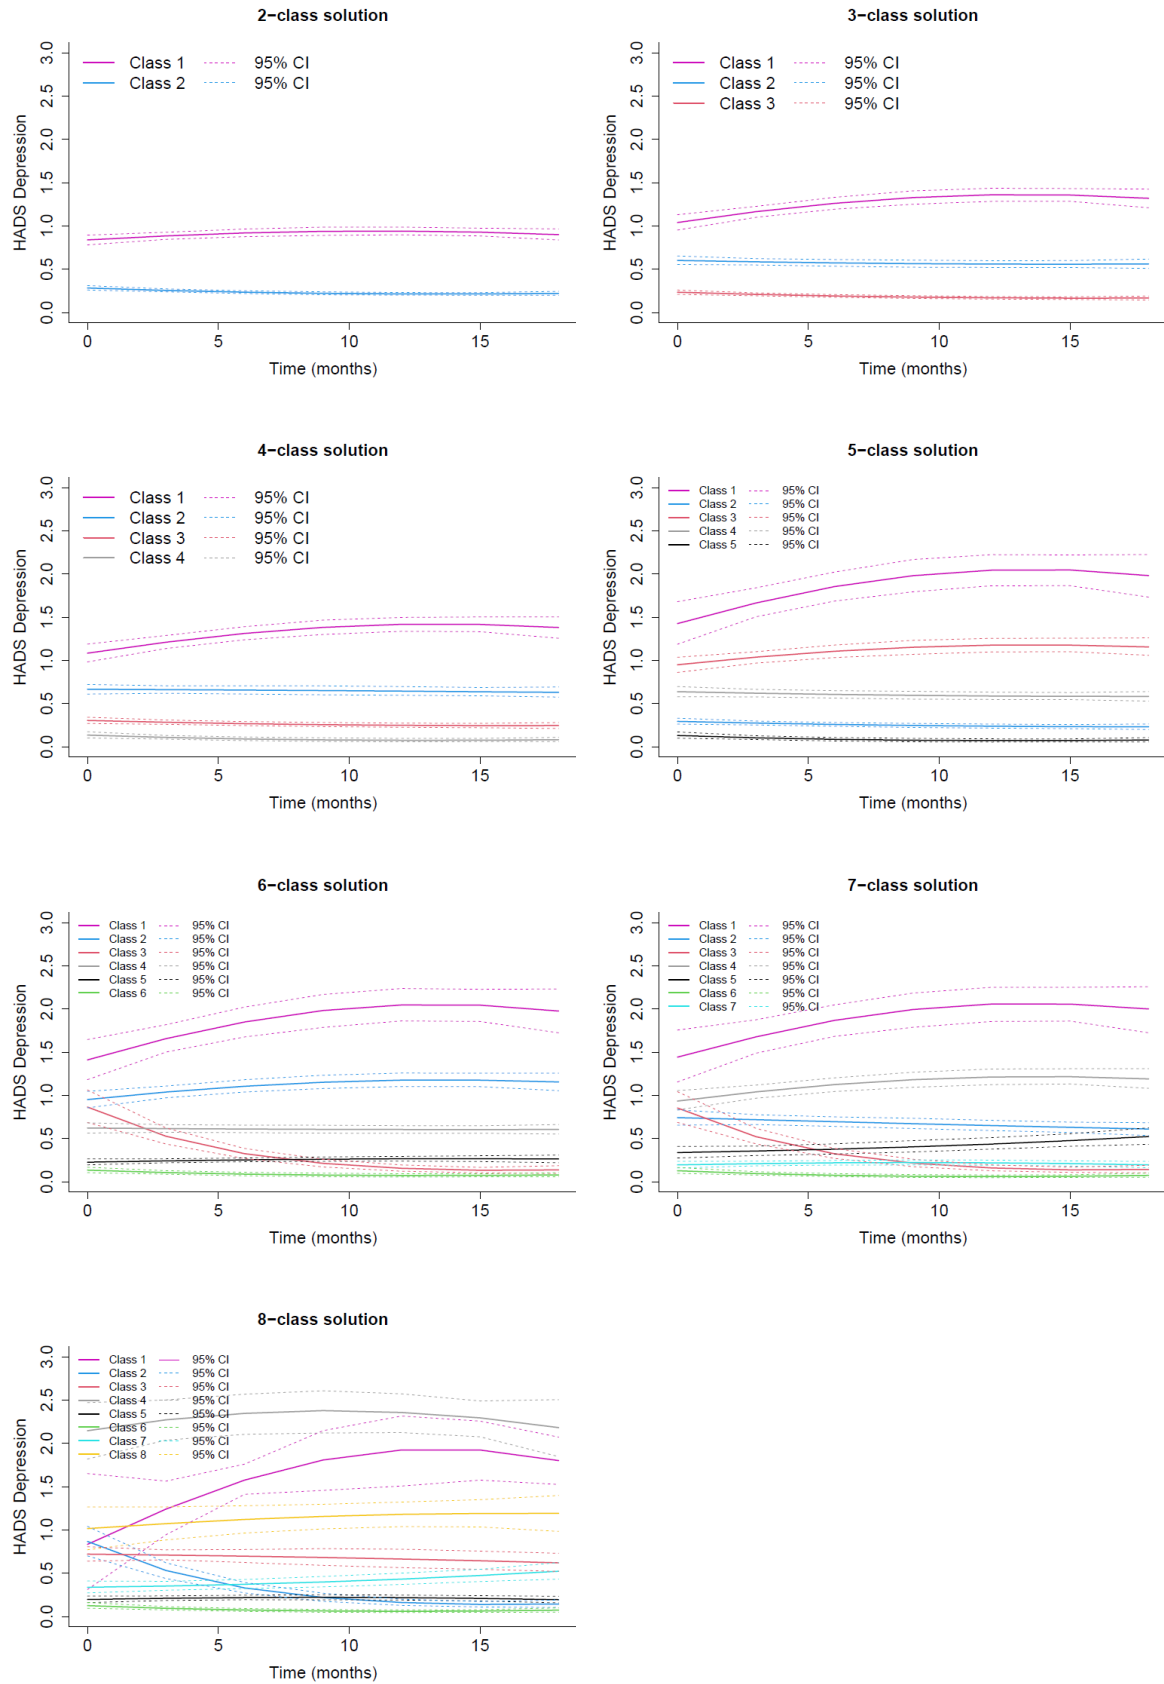 2−class solution
HADS Depression
3.0
2.5
2.0
1.5
1.0
0.5
0.0
Class 1 95% CI
Class 2 95% CI
0 5 10 15
Time (months)
3−class solution
HADS Depression
3.0
2.5
2.0
1.5
1.0
0.5
0.0
Class 1 95% CI
Class 2 95% CI
Class 3 95% CI
0 5 10 15
Time (months)
4−class solution
HADS Depression
3.0
2.5
2.0
1.5
1.0
0.5
0.0
Class 1 95% CI
Class 2 95% CI
Class 3 95% CI
Class 4 95% CI
0 5 10 15
Time (months)
5−class solution
HADS Depression
3.0
2.5
2.0
1.5
1.0
0.5
0.0
Class 1 95% CI
Class 2 95% CI
Class 3 95% CI
Class 4 95% CI
Class 5 95% CI
0 5 10 15
Time (months)
6−class solution
HADS Depression
3.0
2.5
2.0
1.5
1.0
0.5
0.0
Class 1 95% CI
Class 2 95% CI
Class 3 95% CI
Class 4 95% CI
Class 5 95% CI
Class 6 95% CI
0 5 10 15
Time (months)
7−class solution
HADS Depression
3.0
2.5
2.0
1.5
1.0
0.5
0.0
Class 1 95% CI
Class 2 95% CI
Class 3 95% CI
Class 4 95% CI
Class 5 95% CI
Class 6 95% CI
Class 7 95% CI
0 5 10 15
Time (months)
8−class solution
HADS Depression
3.0
2.5
2.0
1.5
1.0
0.5
0.0
Class 1 95% CI
Class 2 95% CI
Class 3 95% CI
Class 4 95% CI
Class 5 95% CI
Class 6 95% CI
Class 7 95% CI
Class 8 95% CI
0 5 10 15
Time (months)